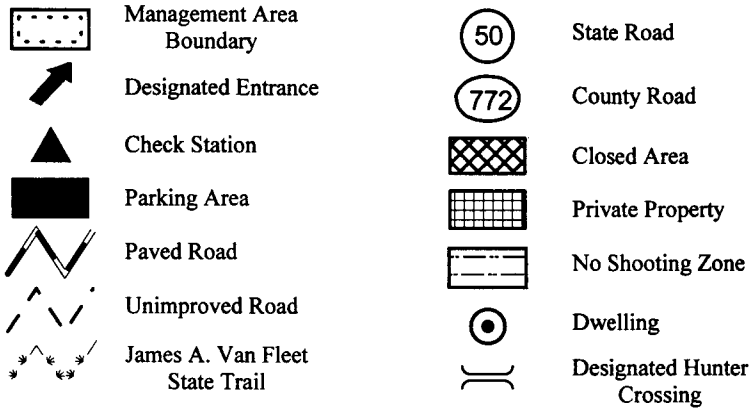 Management Area
Boundary
Designated Entrance
Check Station
Parking Area
Paved Road
Unimproved Road
James A. Van Fleet
State Trail
50
State Road
772
County Road
Closed Area
Private Property
No Shooting Zone
Dwelling
Designated Hunter
Crossing